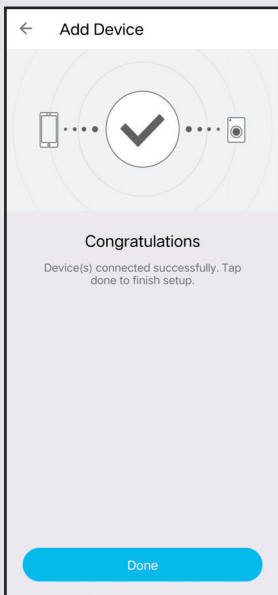 Add Device
Congratulations
Device(s) connected successfully. Tap
done to finish setup.
Done